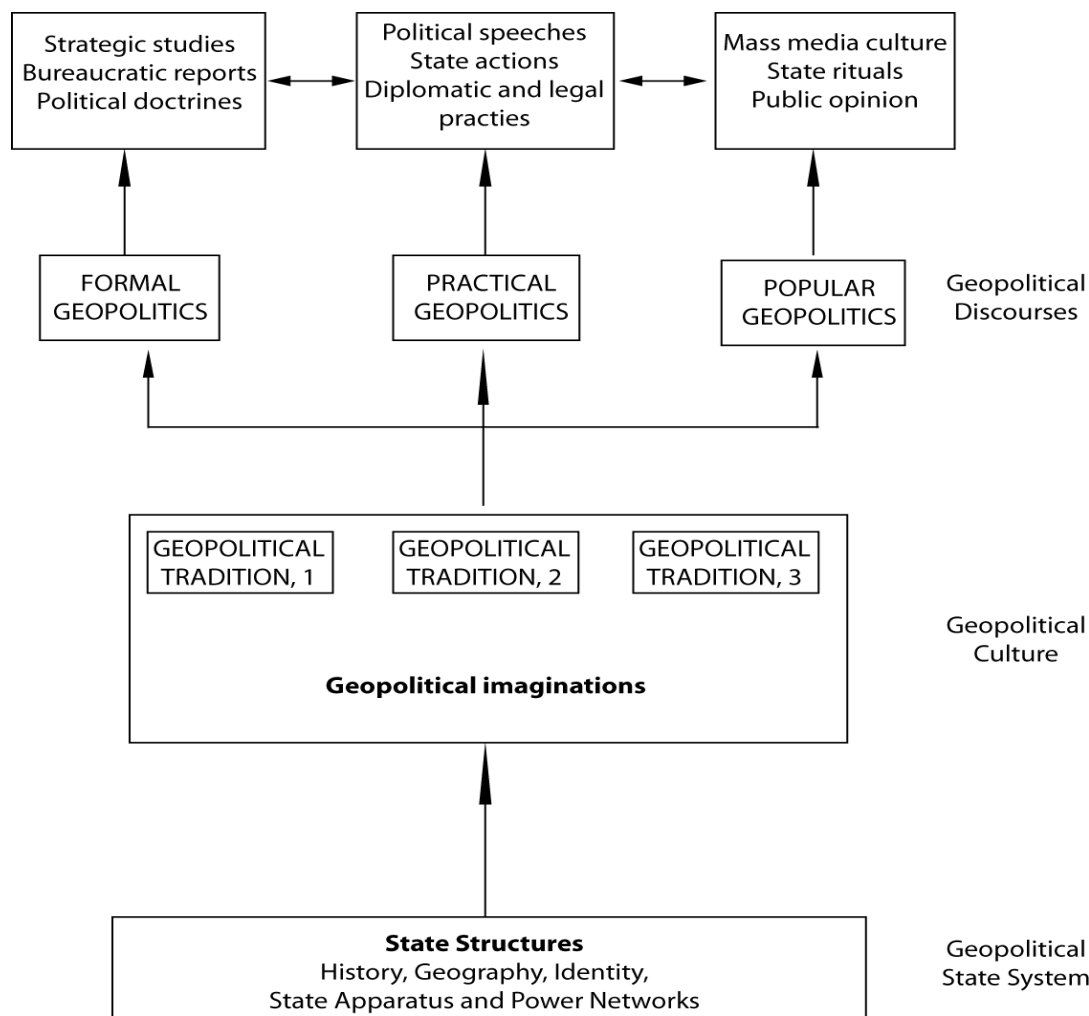 Strategic studies
Bureaucratic reports
Political doctrines
Political speeches
State actions
Diplomatic and legal
practies
Mass media culture
State rituals
Public opinion
FORMAL
GEOPOLITICS
PRACTICAL
GEOPOLITICS
POPULAR
GEOPOLITICS
Geopolitical
Discourses
GEOPOLITICAL
TRADITION, 1
GEOPOLITICAL
TRADITION, 2
GEOPOLITICAL
TRADITION, 3
Geopolitical imaginations
Geopolitical
Culture
State Structures
History, Geography, Identity,
State Apparatus and Power Networks
Geopolitical
State System